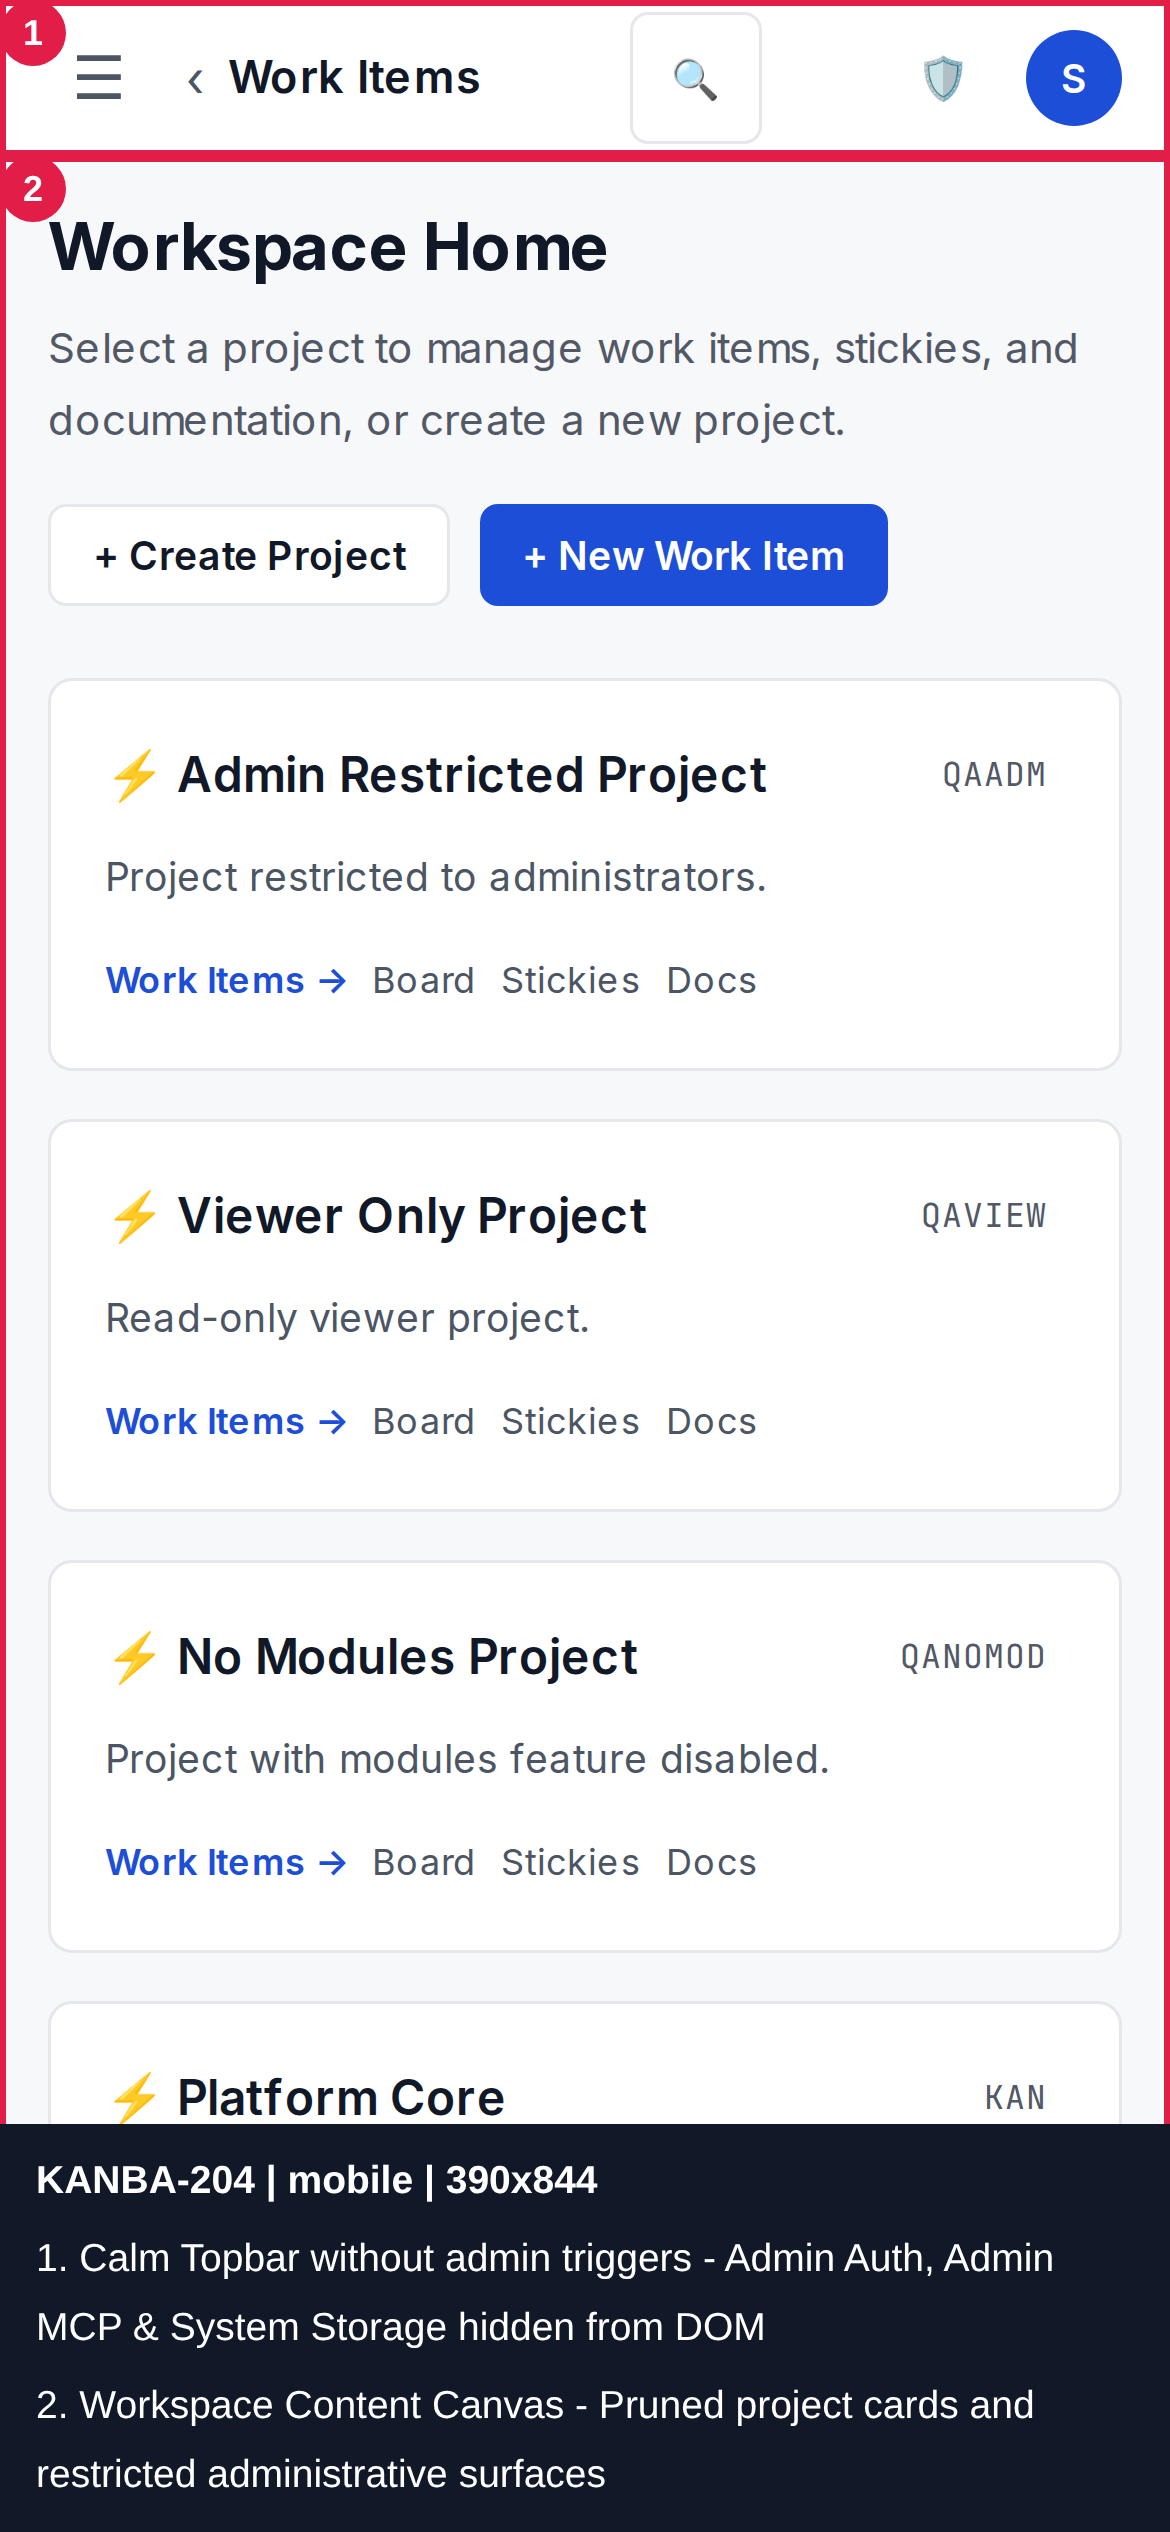 1
‹ Work Items
S
2
Workspace Home
Select a project to manage work items, stickies, and
documentation, or create a new project.
+ Create Project
+ New Work Item
Admin Restricted Project
QAADM
Project restricted to administrators.
Work Items → Board Stickies Docs
Viewer Only Project
QAVIEW
Read-only viewer project.
Work Items → Board Stickies Docs
No Modules Project
QANOMOD
Project with modules feature disabled.
Work Items → Board Stickies Docs
Platform Core
KAN
KANBA-204 | mobile | 390x844
1. Calm Topbar without admin triggers - Admin Auth, Admin
MCP & System Storage hidden from DOM
2. Workspace Content Canvas - Pruned project cards and
restricted administrative surfaces